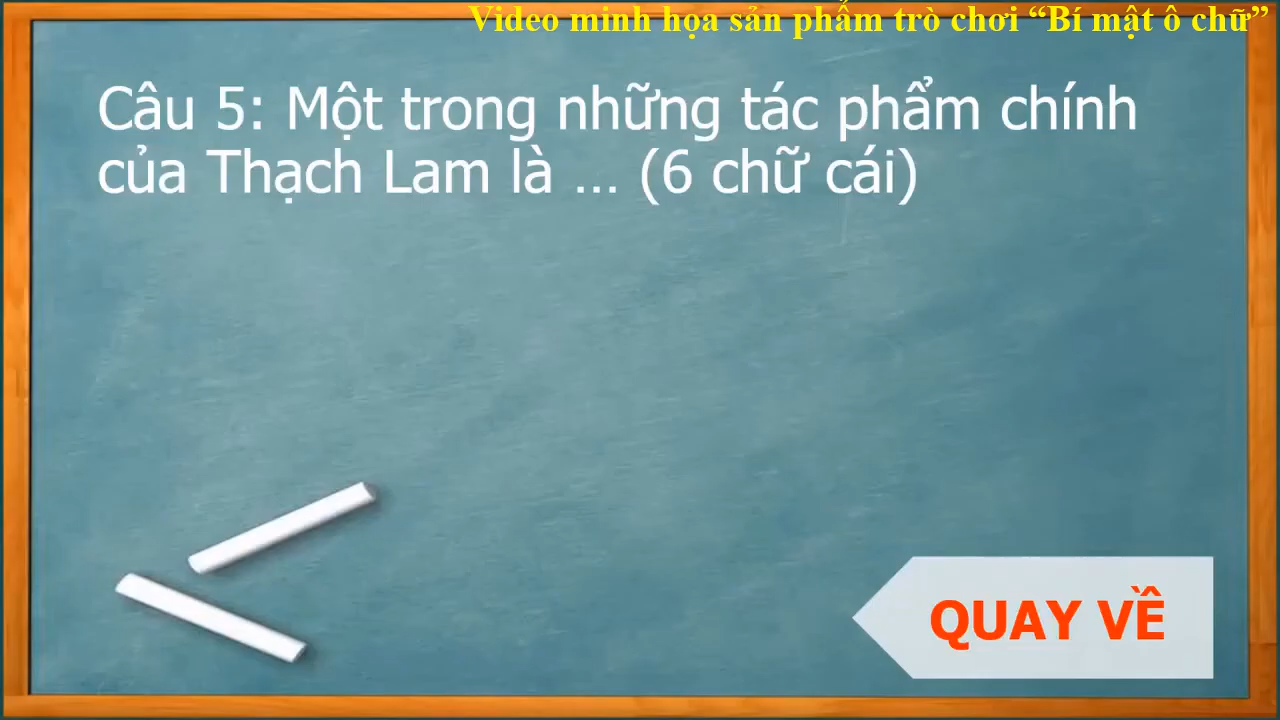 Video minh họa sản phẩm trò chơi “Bí mật ô chữ”
Câu 5: Một trong những tác phẩm chính
của Thạch Lam là ... (6 chữ cái)
QUAY VỀ